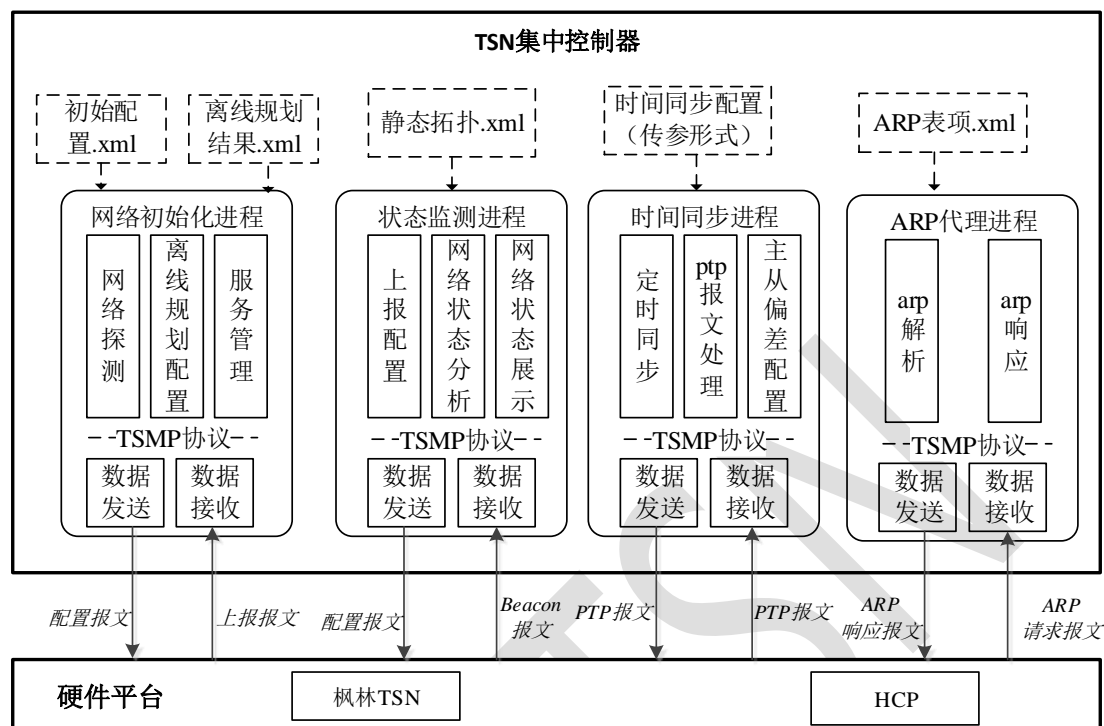 TSN集中控制器
初始配
置.xml
离线规划
结果.xml
静态拓扑.xml
时间同步配置
（传参形式）
ARP表项.xml
网络初始化进程
网络探测
离线规划配置
服务管理
--TSMP协议--
数据
发送
数据
接收
状态监测进程
上报配置
网络状态分析
网络状态展示
--TSMP协议--
数据
发送
数据
接收
时间同步进程
定时同步
ptp
报文处理
主从偏差配置
--TSMP协议--
数据
发送
数据
接收
ARP代理进程
arp
解析
arp
响应
--TSMP协议--
数据
发送
数据
接收
配置报文
上报报文
配置报文
Beacon
报文
PTP报文
PTP报文
ARP
响应报文
ARP
请求报文
硬件平台
枫林TSN
HCP
TSN